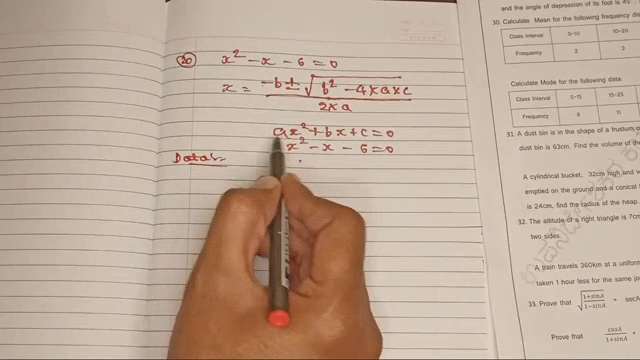 20 x² - x - 6 = 0
x = -b ± √b² - 4×a×c
2×a
ax² + bx + c = 0
x² - x - 6 = 0
Data:-
and the angle of depression of its foot is 45°
30. Calculate Mean for the following frequency dis
Class Interval 0-10 10-20
Frequency 2 3
Calculate Mode for the following data
Class Interval 5-15 15-25
Frequency 6 11
31. A dust bin is in the shape of a frustum of
dust bin is 63cm. Find the volume of the
A cylindrical bucket, 32cm high and w
emptied on the ground and a conical
is 24cm, find the radius of the heap.
32. The altitude of a right triangle is 7cm
two sides.
A train travels 360km at a uniform
taken 1 hour less for the same jo
33. Prove that √1+sinA = secA
1-sinA
Prove that cosA
1+sinA